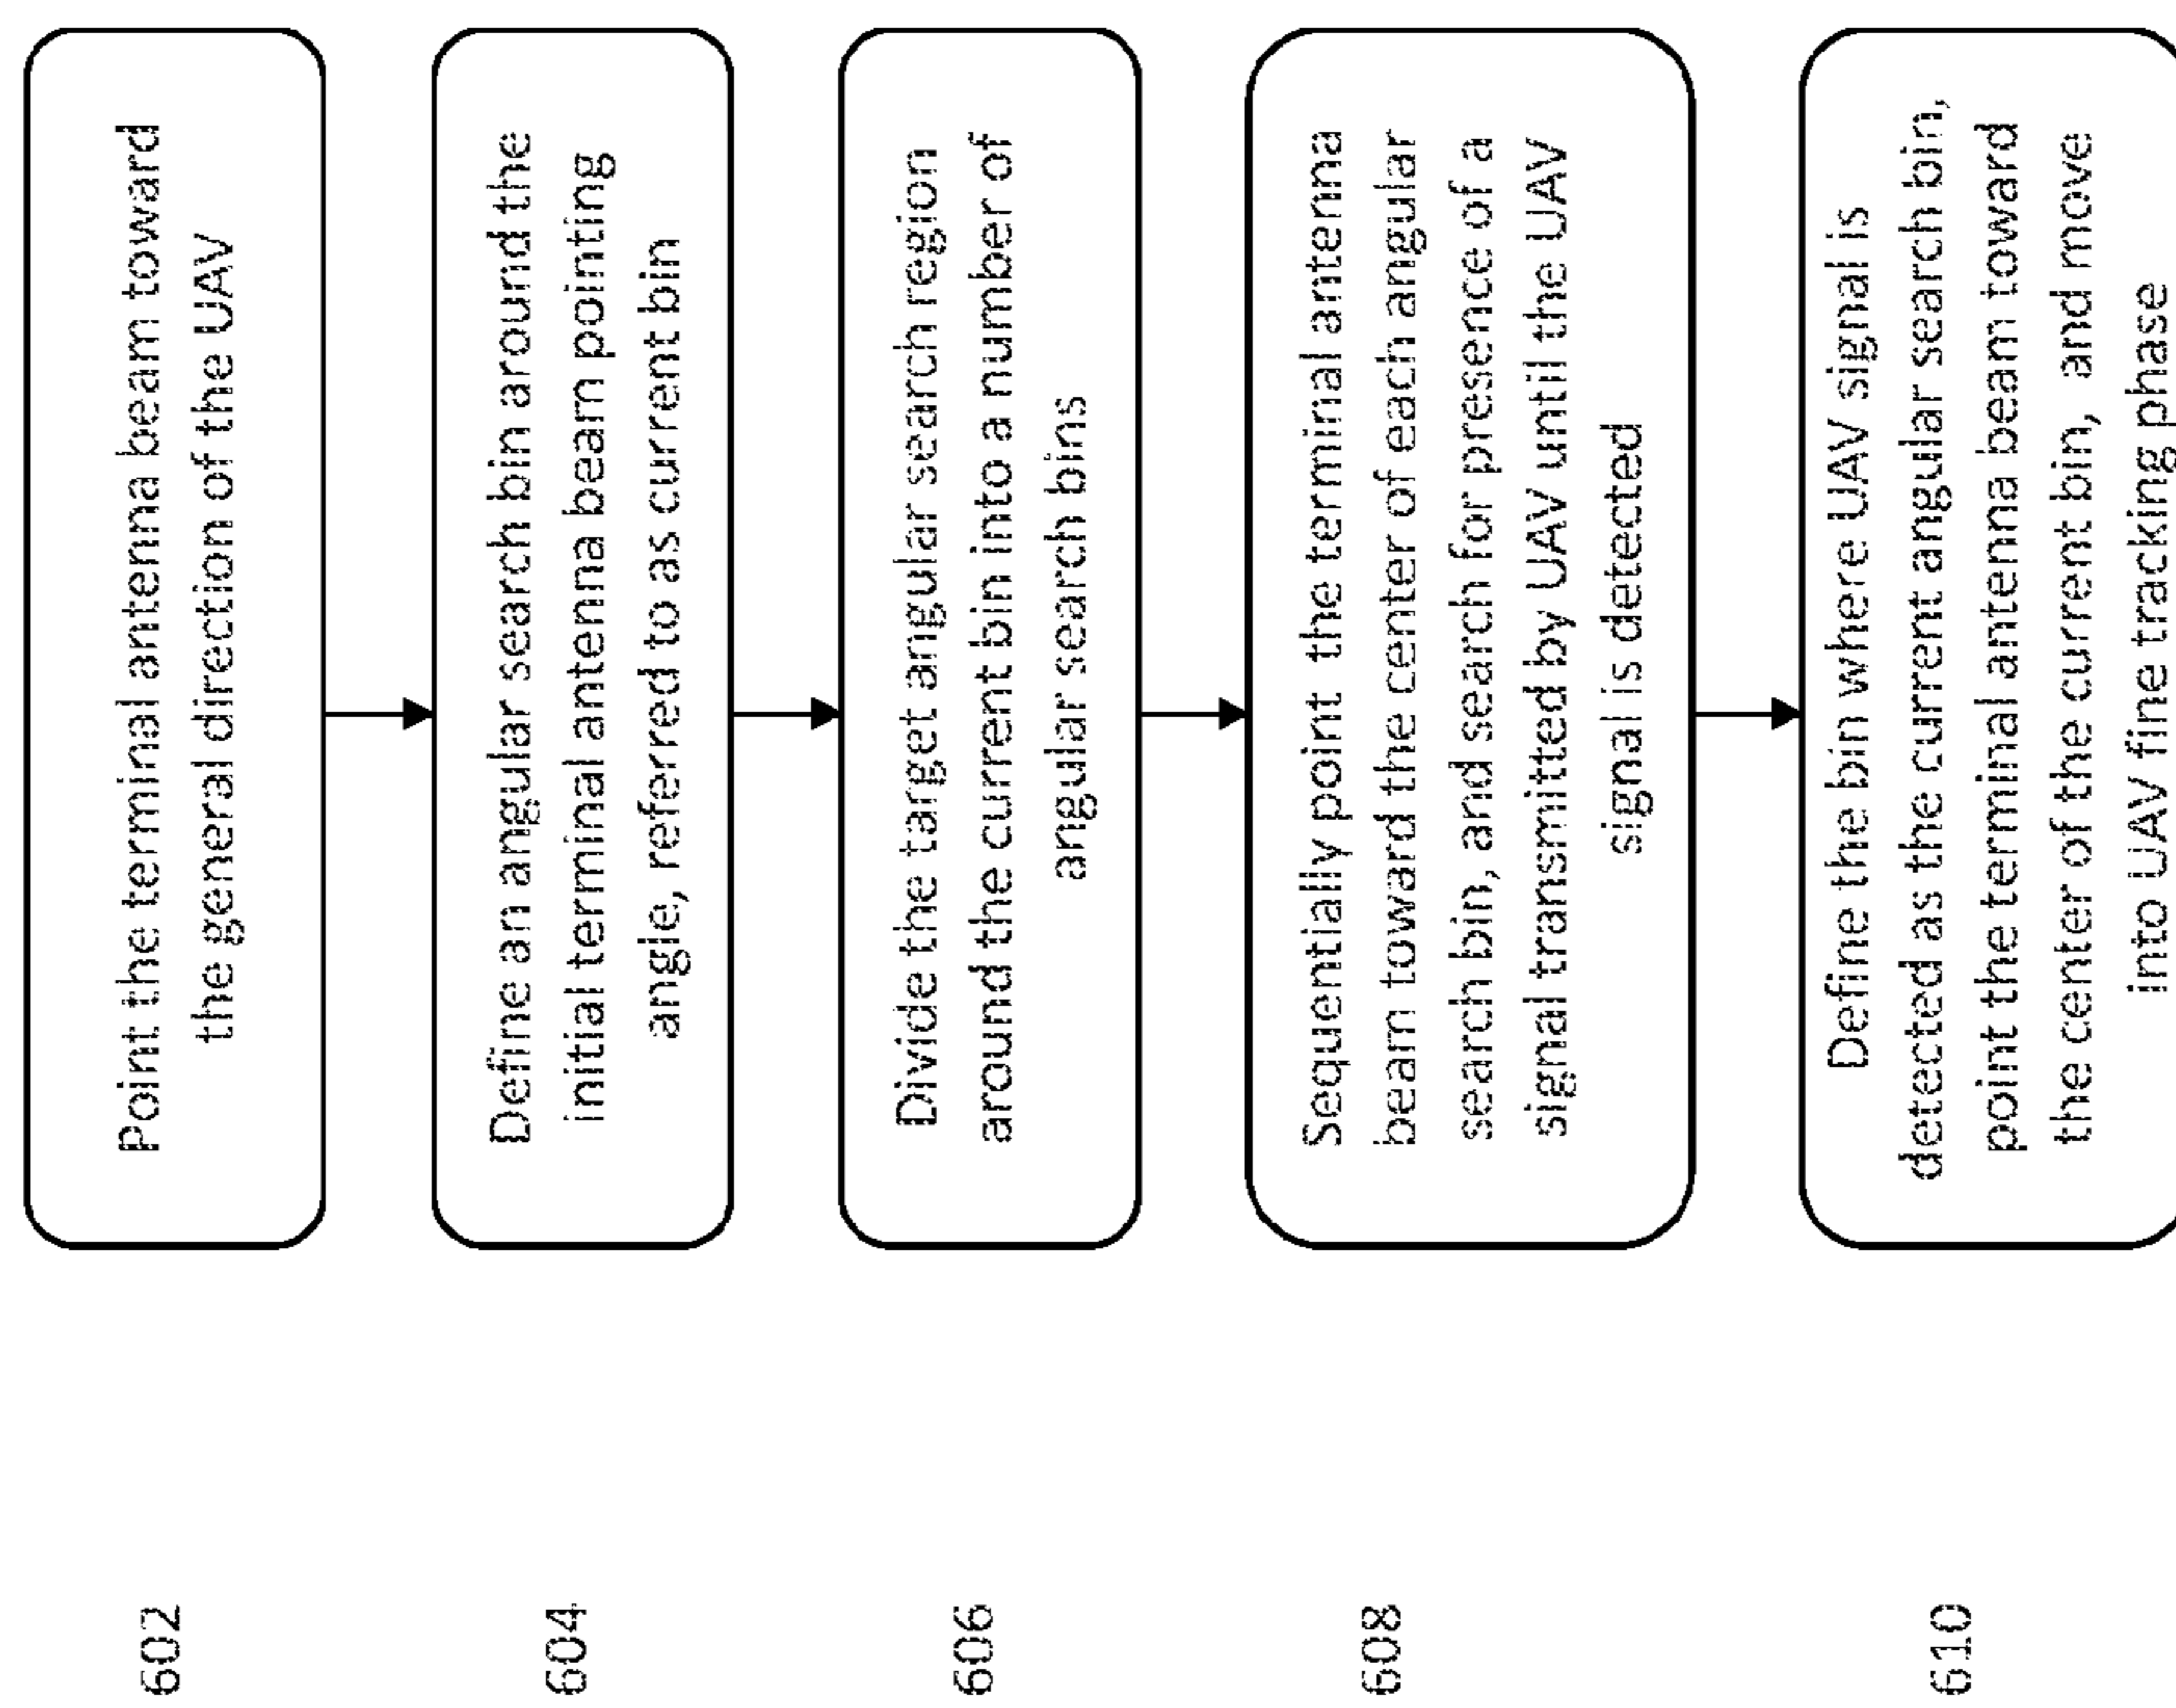 602
Point the terminal antenna beam toward
the general direction of the UAV
604
Define an angular search bin around the
initial terminal antenna beam pointing
angle, referred to as current bin
606
Divide the target angular search region
around the current bin into a number of
angular search bins
608
Sequentially point the terminal antenna
beam toward the center of each angular
search bin, and search for presence of a
signal transmitted by UAV until the UAV
signal is detected
610
Define the bin where UAV signal is
detected as the current angular search bin,
point the terminal antenna beam toward
the center of the current bin, and move
into UAV fine tracking phase